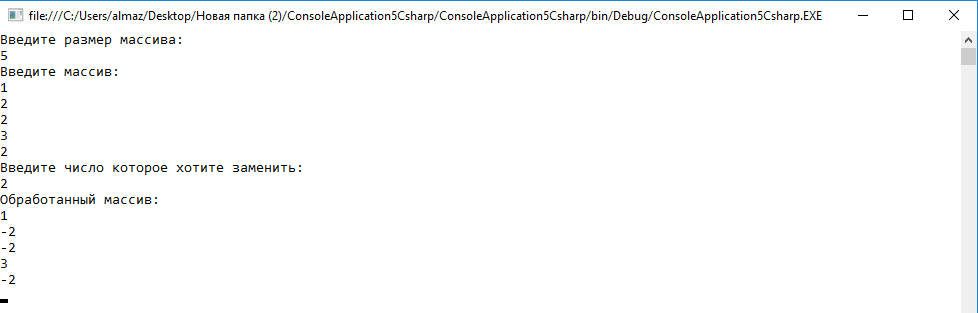 file:///C:/Users/almaz/Desktop/Новая папка (2)/ConsoleApplication5Csharp/ConsoleApplication5Csharp/bin/Debug/ConsoleApplication5Csharp.EXE
Введите размер массива:
5
Введите массив:
1
2
2
3
2
Введите число которое хотите заменить:
2
Обработанный массив:
1
-2
-2
3
-2